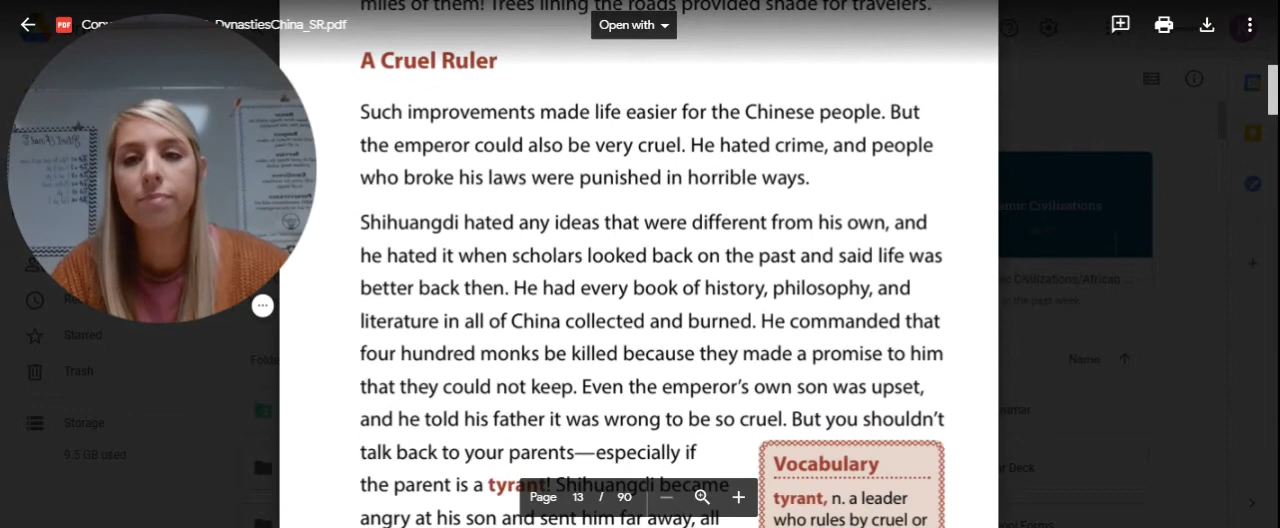 miles of them! Trees lining the roads provided shade for travelers.
PDF
DynastiesChina_SR.pdf
Open with
A Cruel Ruler
Such improvements made life easier for the Chinese people. But
the emperor could also be very cruel. He hated crime, and people
who broke his laws were punished in horrible ways.
Shihuangdi hated any ideas that were different from his own, and
he hated it when scholars looked back on the past and said life was
better back then. He had every book of history, philosophy, and
literature in all of China collected and burned. He commanded that
four hundred monks be killed because they made a promise to him
that they could not keep. Even the emperor's own son was upset,
and he told his father it was wrong to be so cruel. But you shouldn't
talk back to your parents—especially if
the parent is a tyrant! Shihuangdi became
angry at his son and sent him far away, all
Vocabulary
tyrant, n. a leader
who rules by cruel or
Page 13 / 90
Starred
Trash
Storage
9.5 GB used
Folde
Civilizations
Civilizations/African ...
the past week
Name